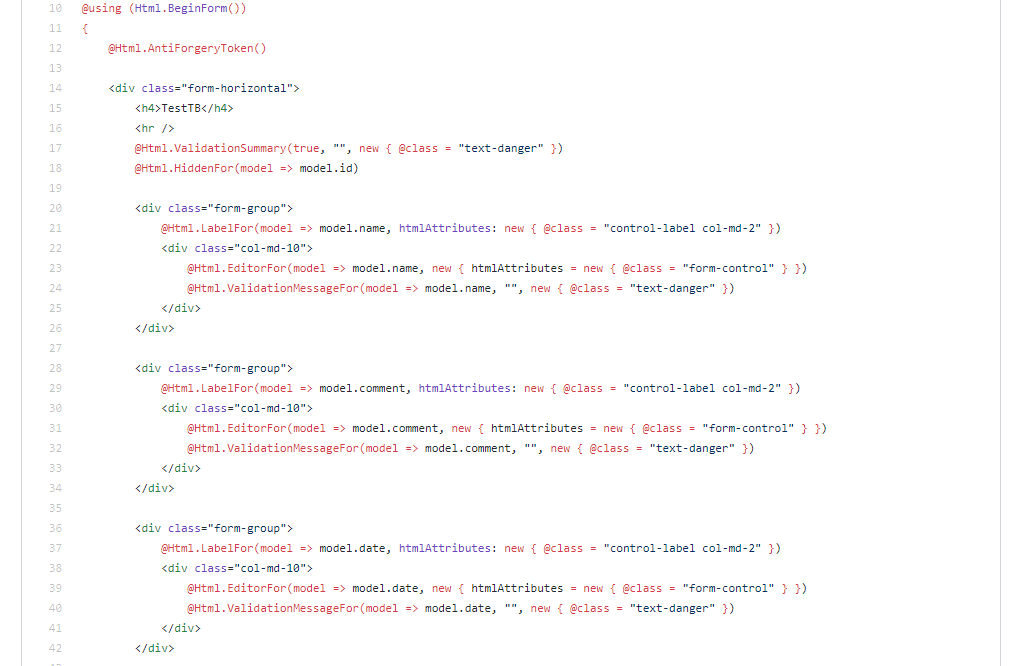 10 @using (Html.BeginForm())
11 {
12 @Html.AntiForgeryToken()
13
14 <div class="form-horizontal">
15 <h4>TestTB</h4>
16 <hr />
17 @Html.ValidationSummary(true, "", new { @class = "text-danger" })
18 @Html.HiddenFor(model => model.id)
19
20 <div class="form-group">
21 @Html.LabelFor(model => model.name, htmlAttributes: new { @class = "control-label col-md-2" })
22 <div class="col-md-10">
23 @Html.EditorFor(model => model.name, new { htmlAttributes = new { @class = "form-control" } })
24 @Html.ValidationMessageFor(model => model.name, "", new { @class = "text-danger" })
25 </div>
26 </div>
27
28 <div class="form-group">
29 @Html.LabelFor(model => model.comment, htmlAttributes: new { @class = "control-label col-md-2" })
30 <div class="col-md-10">
31 @Html.EditorFor(model => model.comment, new { htmlAttributes = new { @class = "form-control" } })
32 @Html.ValidationMessageFor(model => model.comment, "", new { @class = "text-danger" })
33 </div>
34 </div>
35
36 <div class="form-group">
37 @Html.LabelFor(model => model.date, htmlAttributes: new { @class = "control-label col-md-2" })
38 <div class="col-md-10">
39 @Html.EditorFor(model => model.date, new { htmlAttributes = new { @class = "form-control" } })
40 @Html.ValidationMessageFor(model => model.date, "", new { @class = "text-danger" })
41 </div>
42 </div>